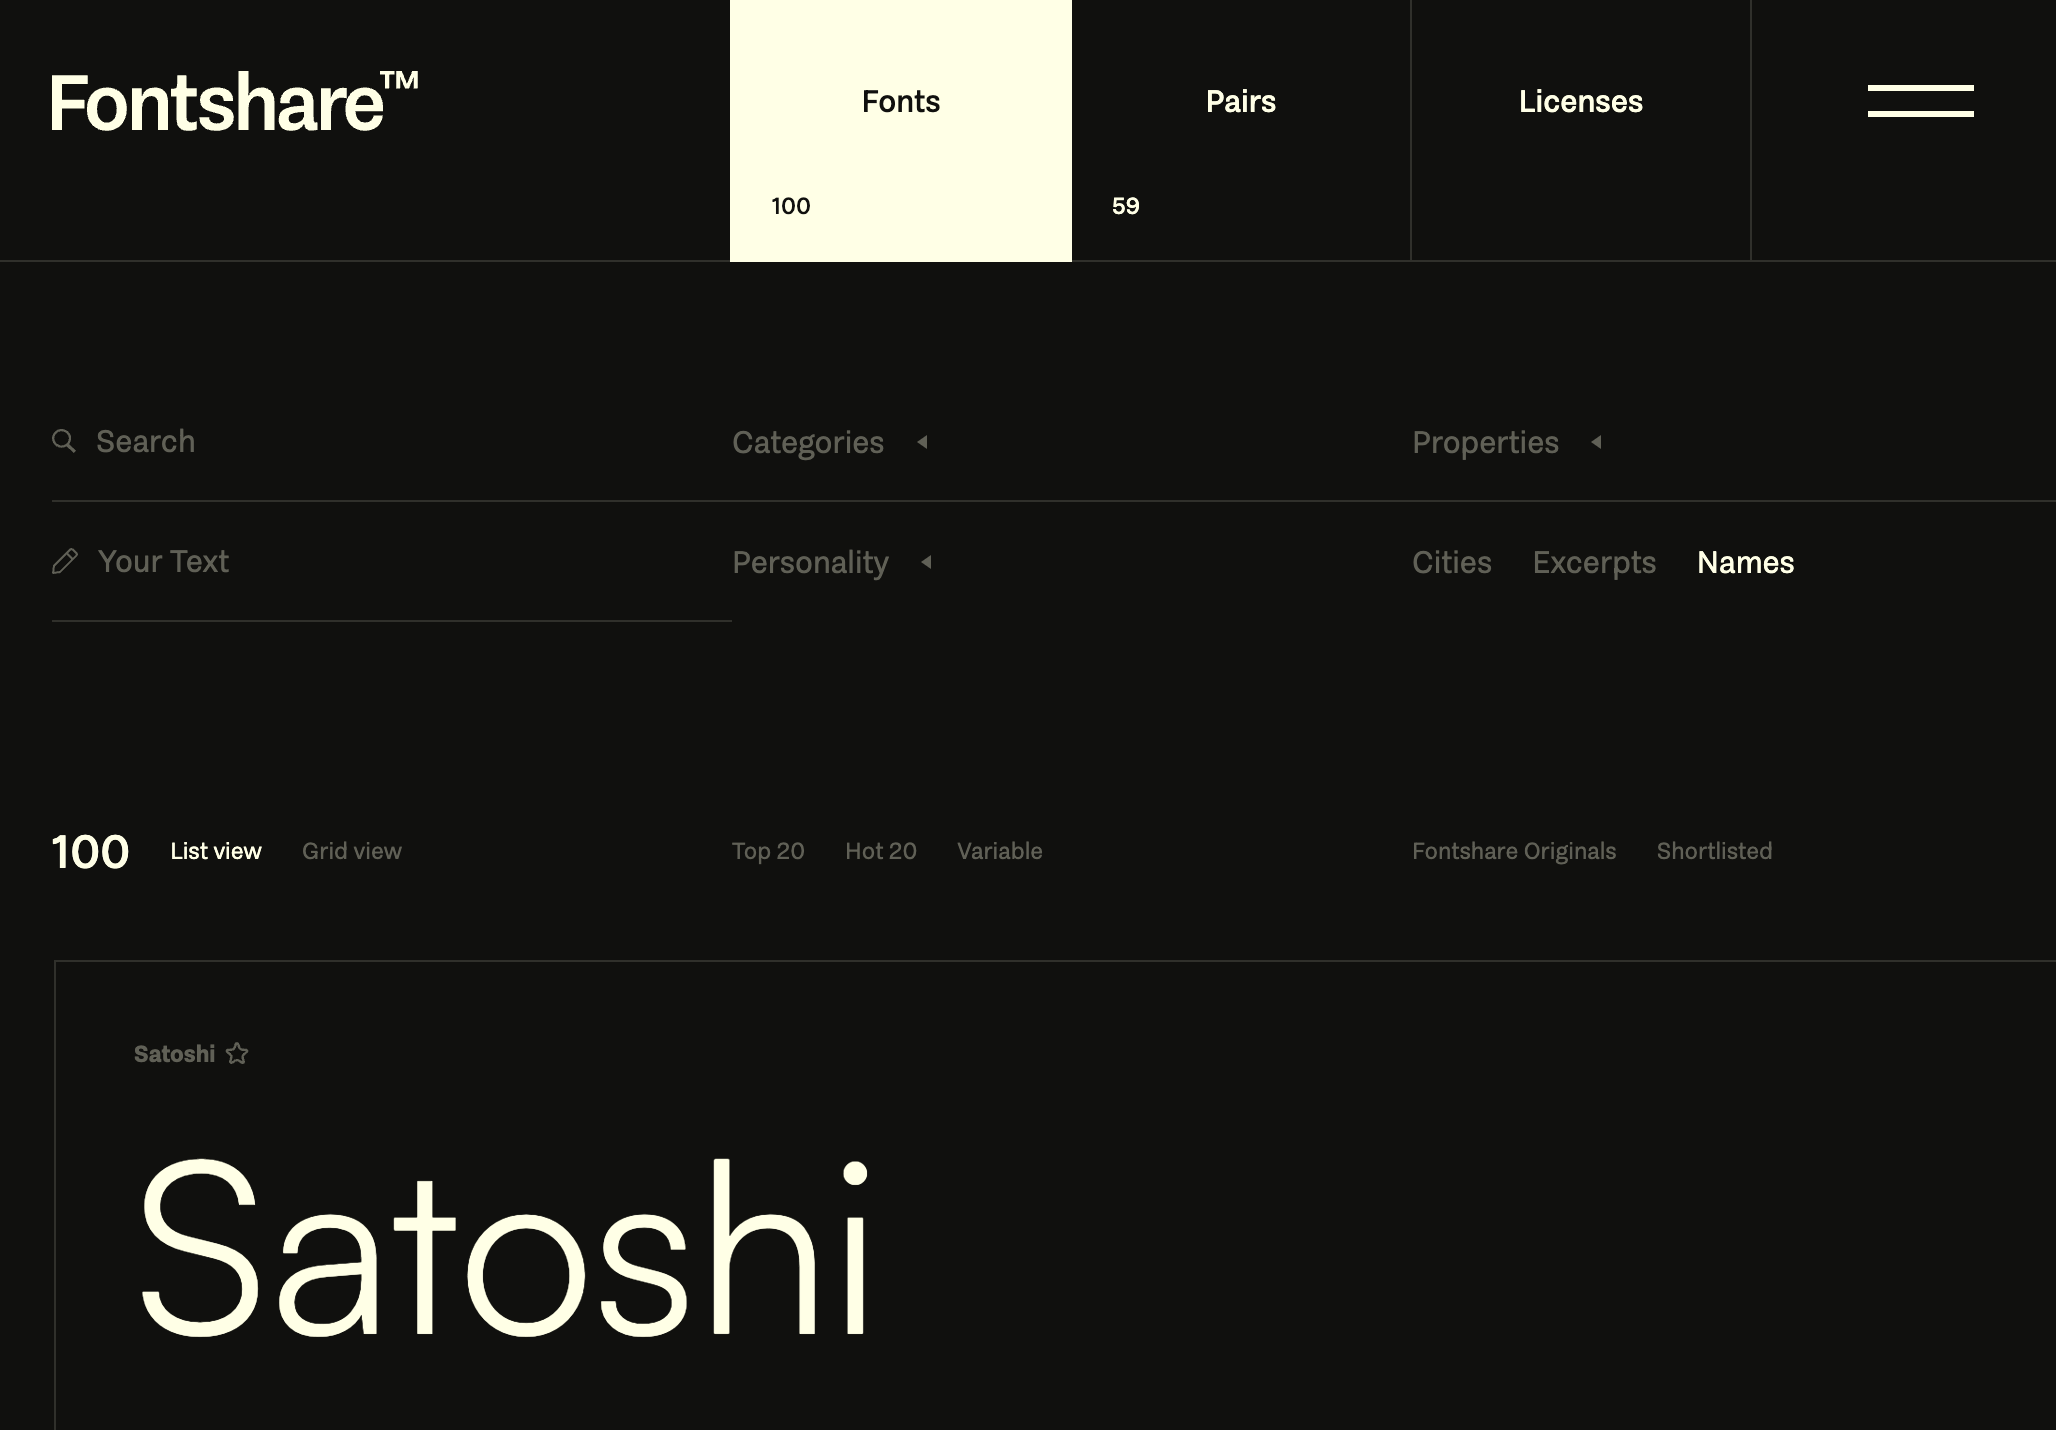 Fontshare™
Fonts
Pairs
Licenses
100
59
Search
Categories
Properties
Your Text
Personality
Cities Excerpts Names
100 List view Grid view
Top 20 Hot 20 Variable
Fontshare Originals Shortlisted
Satoshi
Satoshi